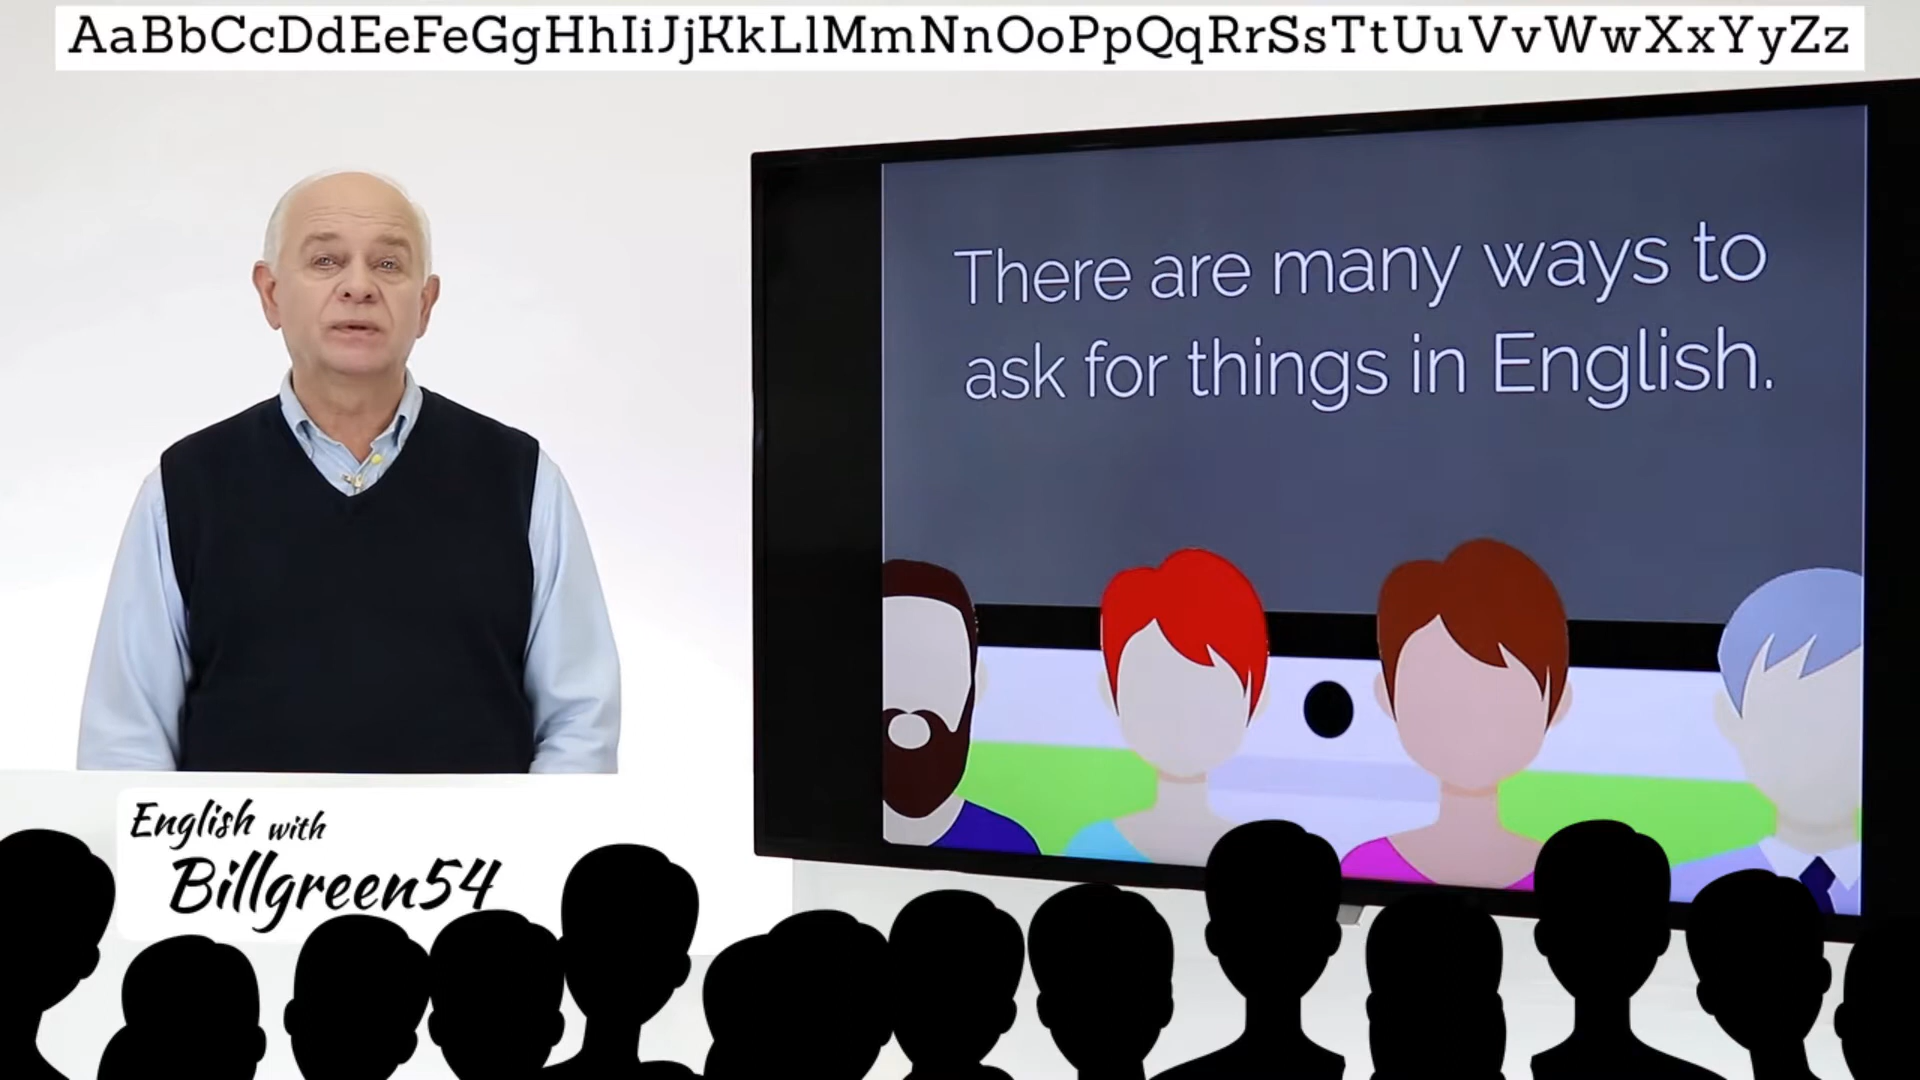 AaBbCcDdEeFeGgHhIiJjKkLlMmNnOoPpQqRrSsTtUuVvWwXxYyZz
There are many ways to
ask for things in English.
English with
Billgreen54